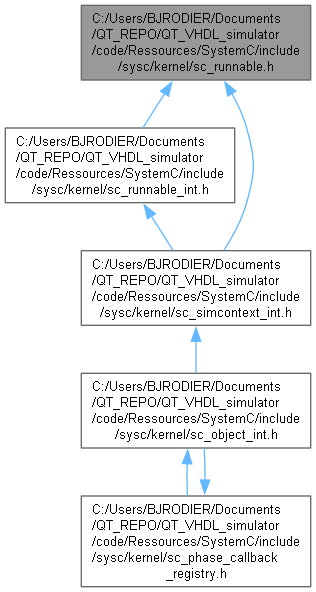 C:/Users/BJRODIER/Documents
/QT_REPO/QT_VHDL_simulator
/code/Ressources/SystemC/include
/sysc/kernel/sc_runnable.h
C:/Users/BJRODIER/Documents
/QT_REPO/QT_VHDL_simulator
/code/Ressources/SystemC/include
/sysc/kernel/sc_runnable_int.h
C:/Users/BJRODIER/Documents
/QT_REPO/QT_VHDL_simulator
/code/Ressources/SystemC/include
/sysc/kernel/sc_simcontext_int.h
C:/Users/BJRODIER/Documents
/QT_REPO/QT_VHDL_simulator
/code/Ressources/SystemC/include
/sysc/kernel/sc_object_int.h
C:/Users/BJRODIER/Documents
/QT_REPO/QT_VHDL_simulator
/code/Ressources/SystemC/include
/sysc/kernel/sc_phase_callback
_registry.h